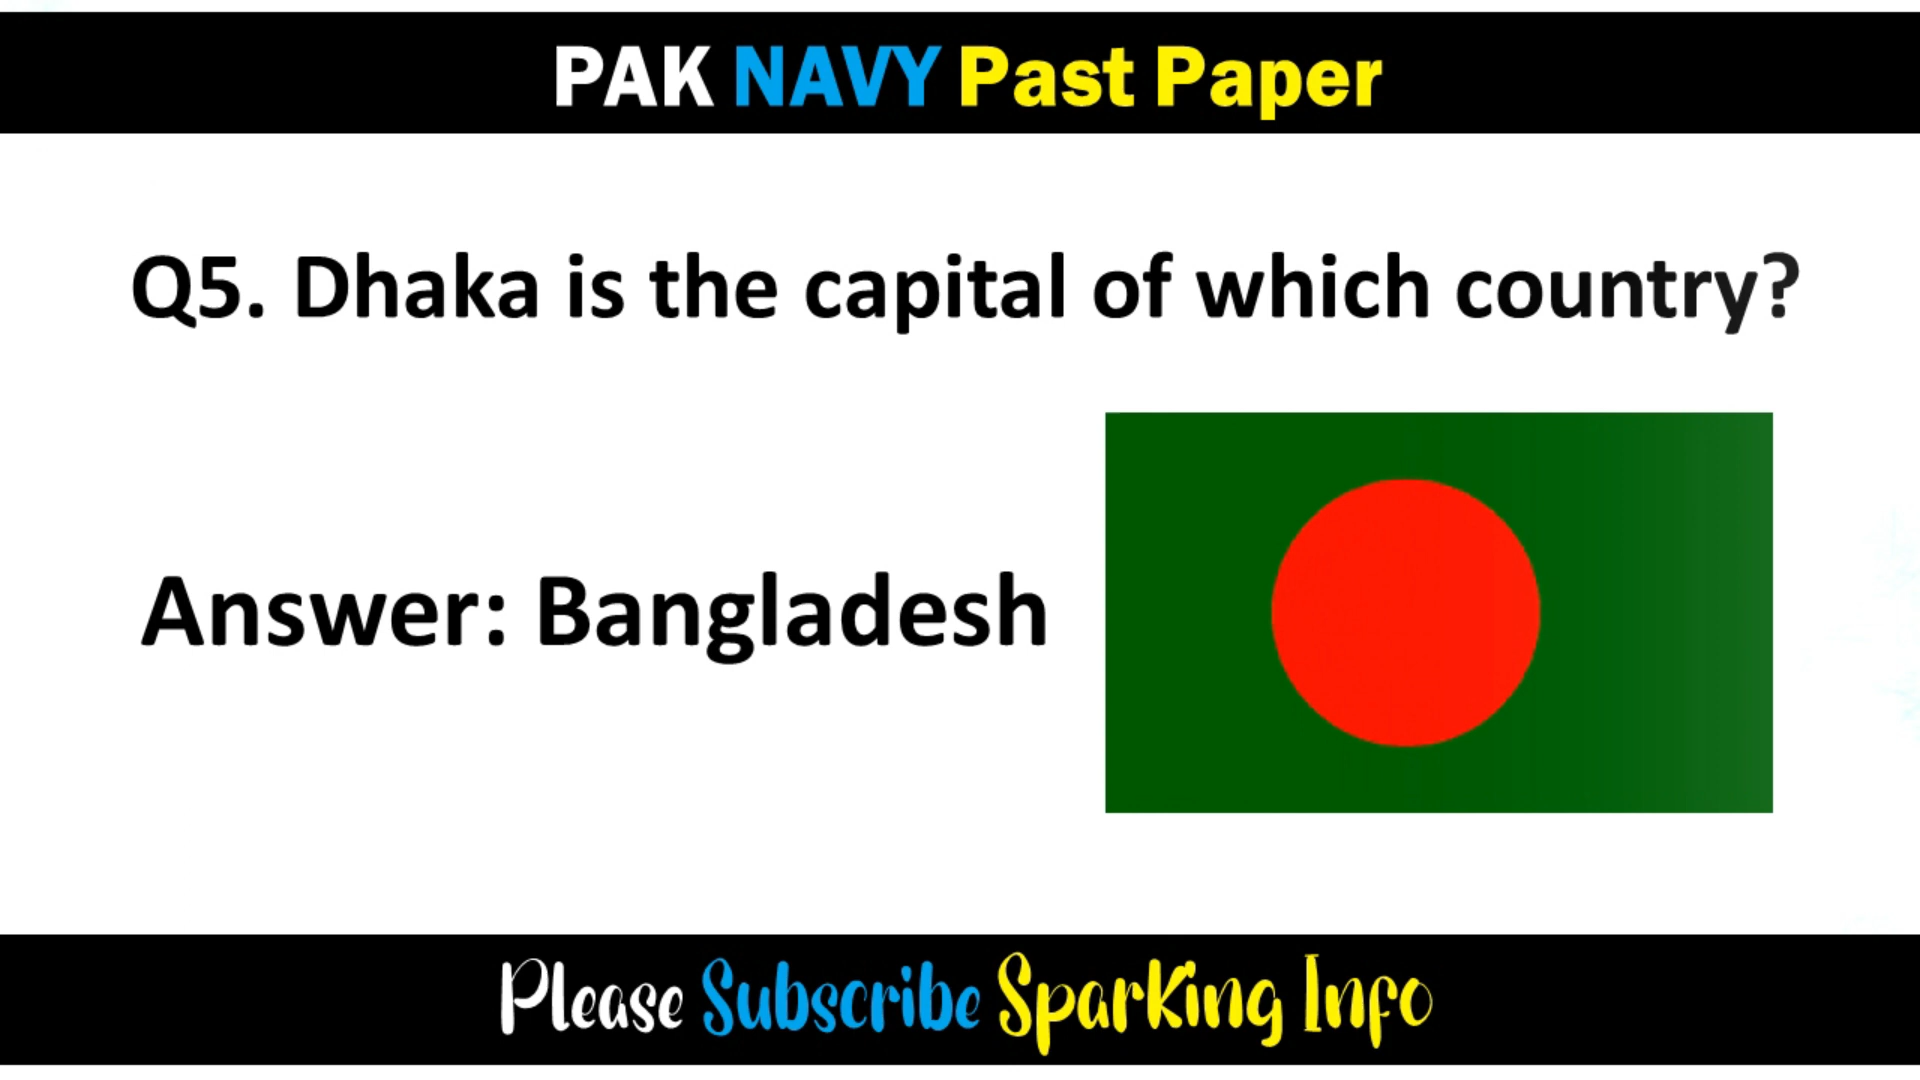 PAK NAVY Past Paper
Q5. Dhaka is the capital of which country?
Answer: Bangladesh
Please Subscribe Sparking Info